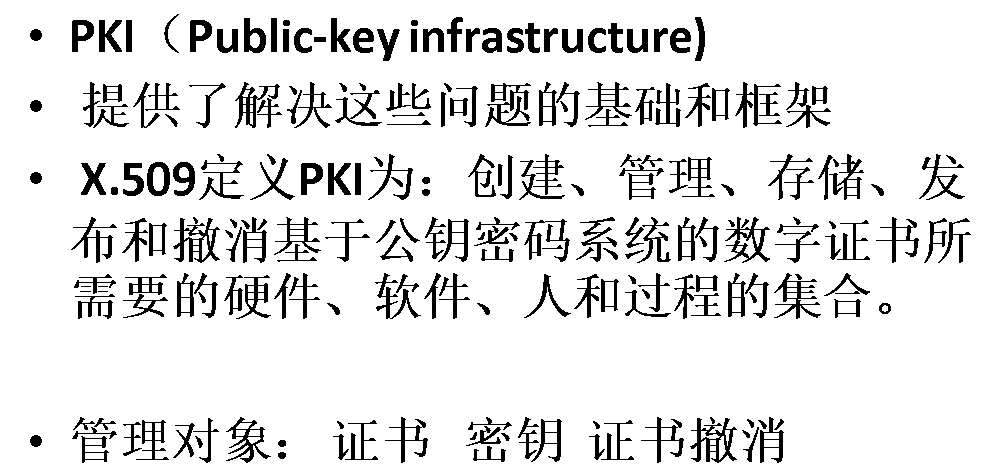 • PKI（Public-key infrastructure)
• 提供了解决这些问题的基础和框架
• X.509定义PKI为：创建、管理、存储、发
布和撤消基于公钥密码系统的数字证书所
需要的硬件、软件、人和过程的集合。
• 管理对象： 证书 密钥 证书撤消